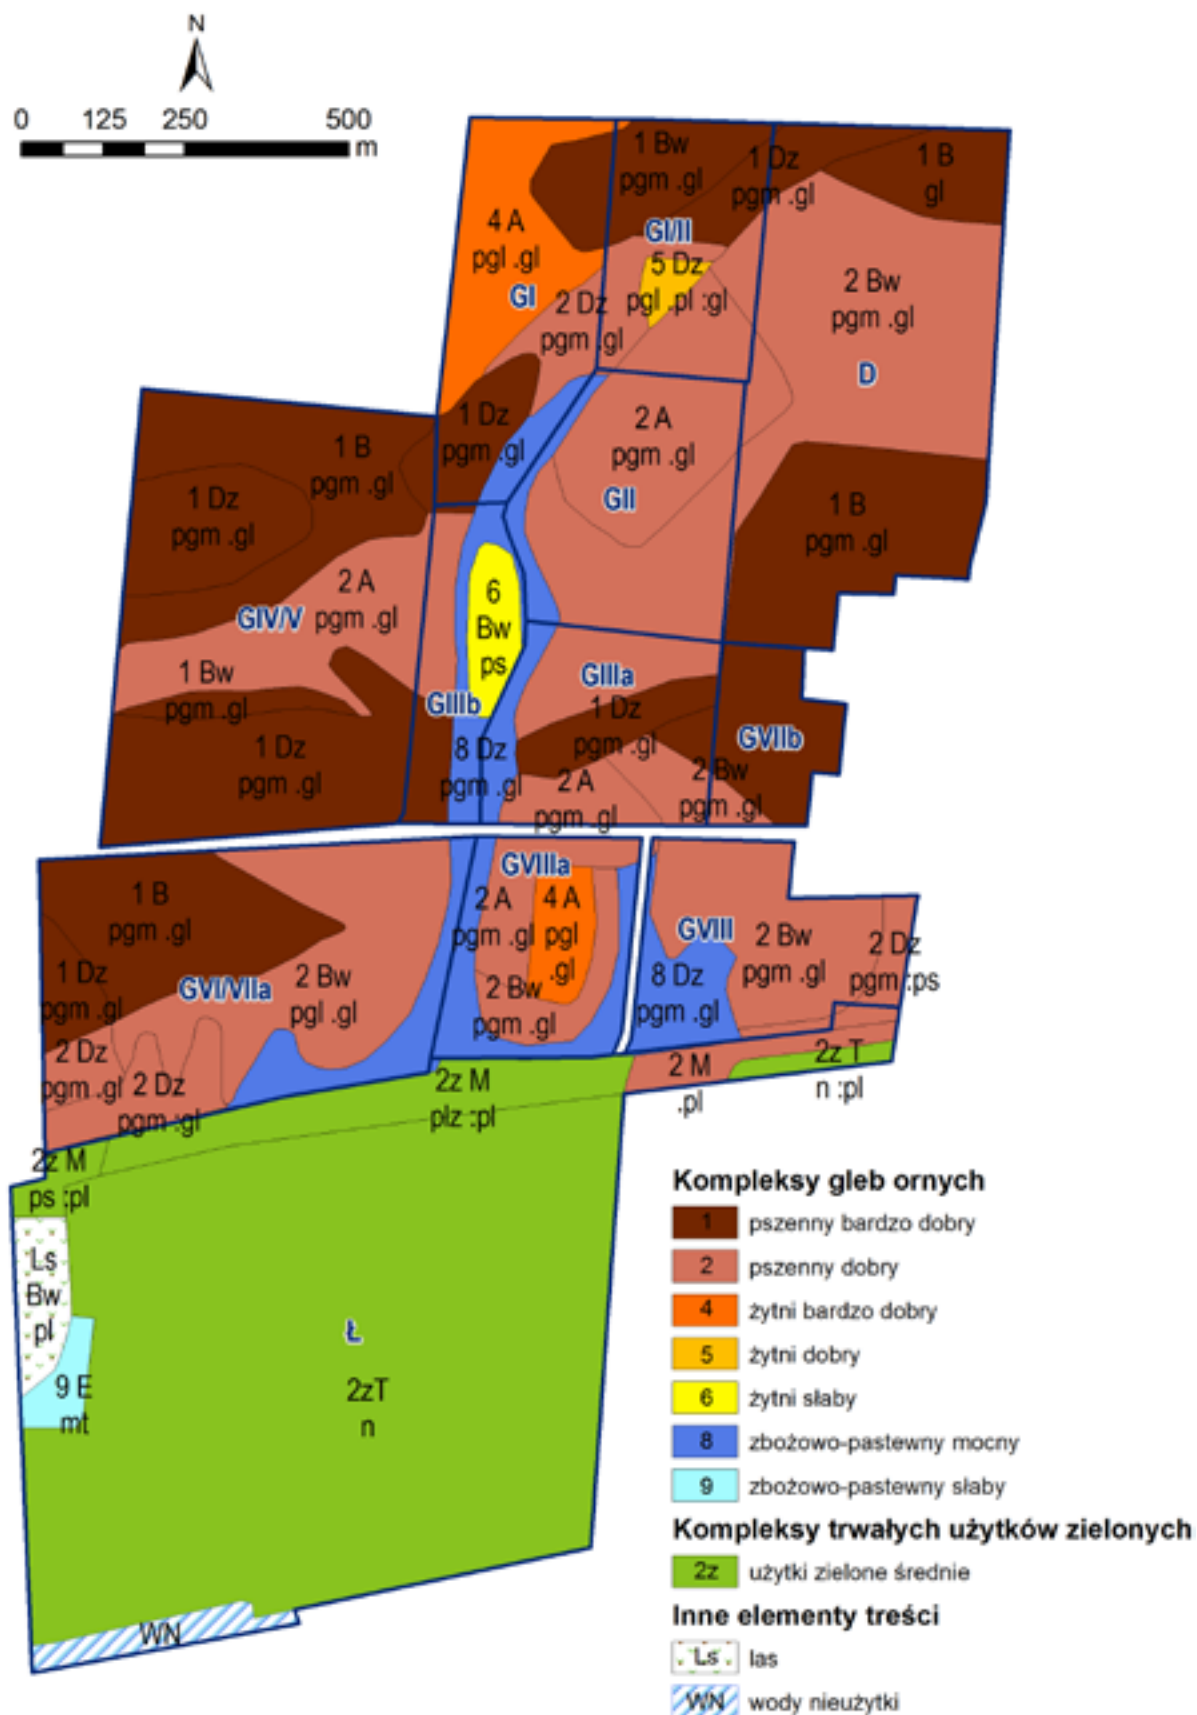 N
0 125 250 500
m
1 Bw
pgm .gl
1 Dz
pgm .gl
1 B
gl
4 A
pgl .gl
GI/II
5 Dz
pgl .pl :gl
GI
2 Dz
pgm .gl
2 Bw
pgm .gl
D
1 Dz
pgm .gl
2 A
pgm .gl
GII
1 B
pgm .gl
1 Dz
pgm .gl
1 B
pgm .gl
2 A
pgm .gl
GIV/V
6
Bw
ps
1 Bw
pgm .gl
GIIIb
GIIIa
1 Dz
pgm .gl
GVIIb
1 Dz
pgm .gl
8 Dz
pgm .gl
2 A
pgm .gl
2 Bw
pgm .gl
GVIIIa
1 B
pgm .gl
2 A
pgm .gl
4 A
pgl
.gl
GVIII
2 Bw
pgm .gl
2 Dz
pgm :ps
1 Dz
pgm .gl
GVI/VIIa
2 Bw
pgl .gl
2 Bw
pgm .gl
8 Dz
pgm .gl
2 Dz
pgm .gl
2 Dz
pgm :gl
2z M
płz :pl
2 M
.pl
2z T
n :pl
2z M
ps :pl
Ls
Bw
pl
Ł
9 E
mt
2zT
n
WN
Kompleksy gleb ornych
1 pszenny bardzo dobry
2 pszenny dobry
4 żytni bardzo dobry
5 żytni dobry
6 żytni słaby
8 zbożowo-pastewny mocny
9 zbożowo-pastewny słaby
Kompleksy trwałych użytków zielonych
2z użytki zielone średnie
Inne elementy treści
Ls las
WN wody nieużytki